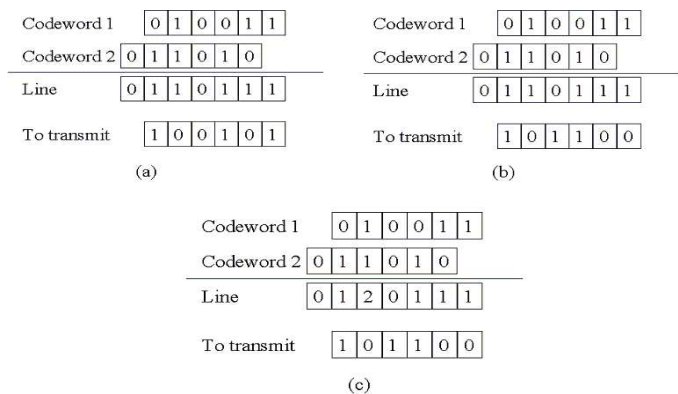 Codeword 1 0 1 0 0 1 1
Codeword 2 0 1 1 0 1 0
Line 0 1 1 0 1 1 1
To transmit 1 0 0 1 0 1
(a)
Codeword 1 0 1 0 0 1 1
Codeword 2 0 1 1 0 1 0
Line 0 1 1 0 1 1 1
To transmit 1 0 1 1 0 0
(b)
Codeword 1 0 1 0 0 1 1
Codeword 2 0 1 1 0 1 0
Line 0 1 2 0 1 1 1
To transmit 1 0 1 1 0 0
(c)